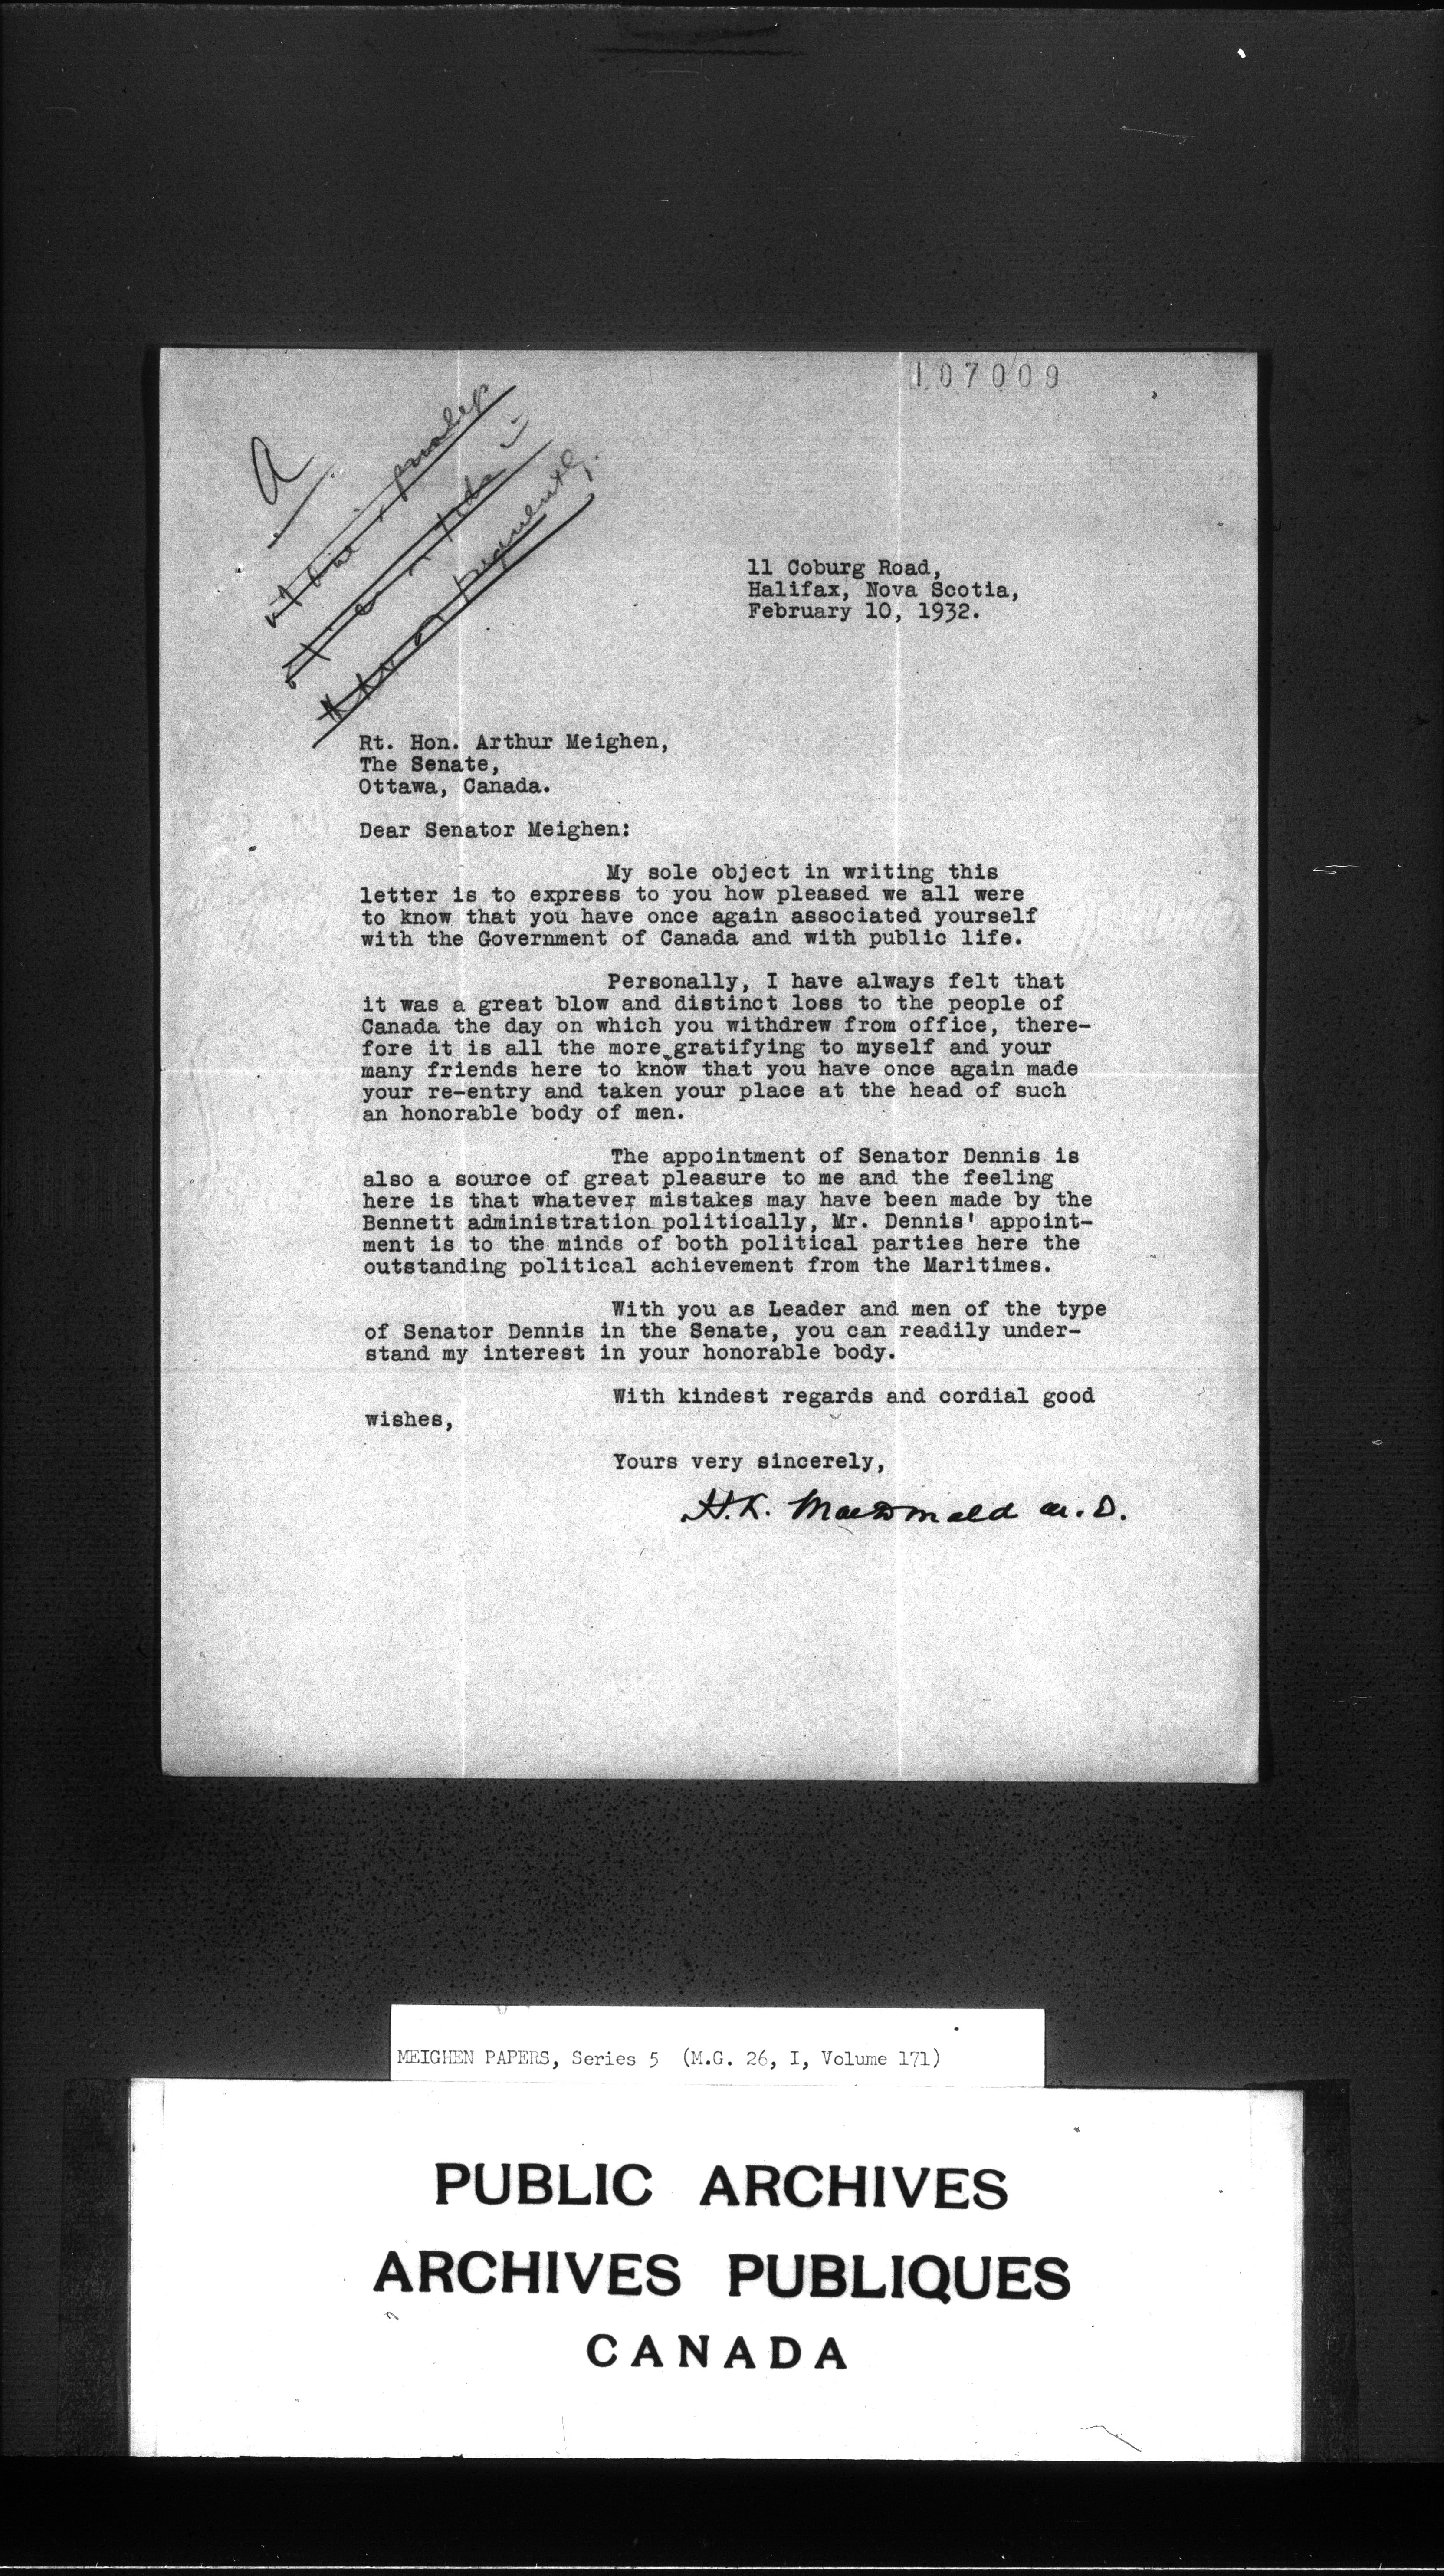 107009
a
11 Coburg Road,
Halifax, Nova Scotia,
February 10, 1932.
Rt. Hon. Arthur Meighen,
The Senate,
Ottawa, Canada.
Dear Senator Meighen:
My sole object in writing this
letter is to express to you how pleased we all were
to know that you have once again associated yourself
with the Government of Canada and with public life.
Personally, I have always felt that
it was a great blow and distinct loss to the people of
Canada the day on which you withdrew from office, there-
fore it is all the more gratifying to myself and your
many friends here to know that you have once again made
your re-entry and taken your place at the head of such
an honorable body of men.
The appointment of Senator Dennis is
also a source of great pleasure to me and the feeling
here is that whatever mistakes may have been made by the
Bennett administration politically, Mr. Dennis' appoint-
ment is to the minds of both political parties here the
outstanding political achievement from the Maritimes.
With you as Leader and men of the type
of Senator Dennis in the Senate, you can readily under-
stand my interest in your honorable body.
With kindest regards and cordial good
wishes,
Yours very sincerely,
H.K. MacDonald M.D.
MEIGHEN PAPERS, Series 5 (M.G. 26, I, Volume 171)
PUBLIC ARCHIVES
ARCHIVES PUBLIQUES
CANADA